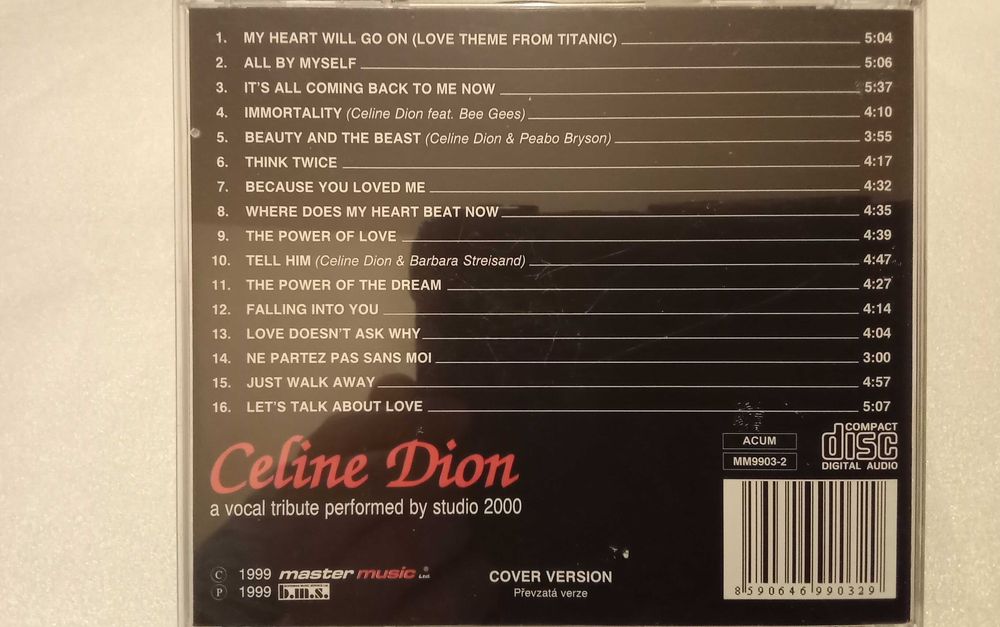 1. MY HEART WILL GO ON (LOVE THEME FROM TITANIC) 5:04
2. ALL BY MYSELF 5:06
3. IT'S ALL COMING BACK TO ME NOW 5:37
4. IMMORTALITY (Celine Dion feat. Bee Gees) 4:10
5. BEAUTY AND THE BEAST (Celine Dion & Peabo Bryson) 3:55
6. THINK TWICE 4:17
7. BECAUSE YOU LOVED ME 4:32
8. WHERE DOES MY HEART BEAT NOW 4:35
9. THE POWER OF LOVE 4:39
10. TELL HIM (Celine Dion & Barbara Streisand) 4:47
11. THE POWER OF THE DREAM 4:27
12. FALLING INTO YOU 4:14
13. LOVE DOESN'T ASK WHY 4:04
14. NE PARTEZ PAS SANS MOI 3:00
15. JUST WALK AWAY 4:57
16. LET'S TALK ABOUT LOVE 5:07
Celine Dion
a vocal tribute performed by studio 2000
ACUM
MM9903-2
COMPACT
disc
DIGITAL AUDIO
© 1999 master music Ltd. ®
℗ 1999 b.m.s.
COVER VERSION
Převzatá verze
8590646990329